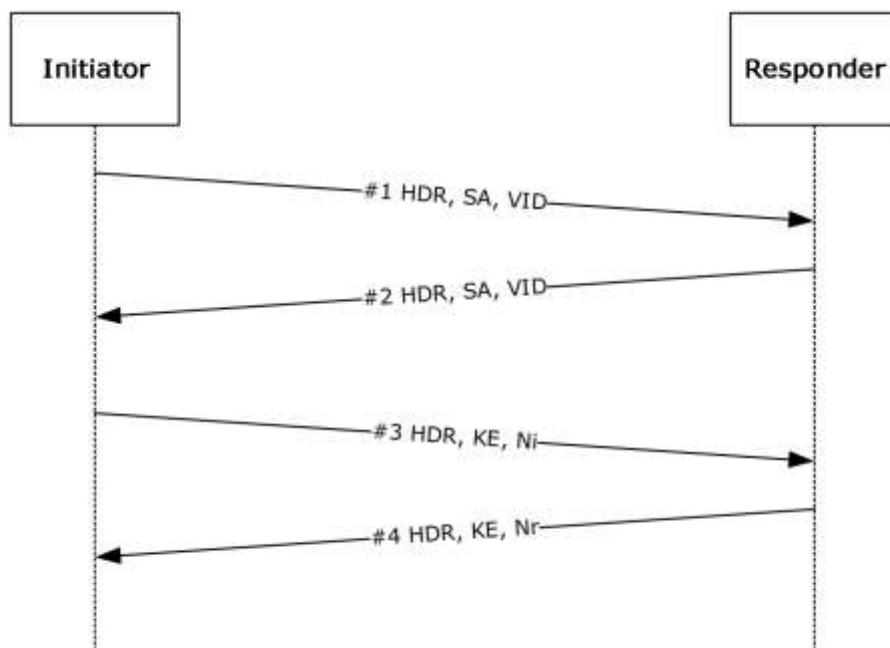 Initiator
Responder
#1 HDR, SA, VID
#2 HDR, SA, VID
#3 HDR, KE, Ni
#4 HDR, KE, Nr